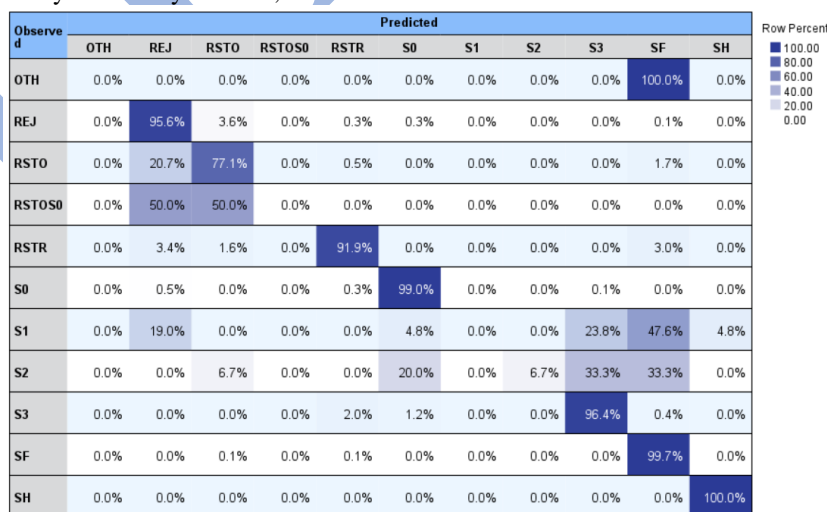 Predicted
Observe
d
OTH REJ RSTO RSTOS0 RSTR S0 S1 S2 S3 SF SH
OTH 0.0% 0.0% 0.0% 0.0% 0.0% 0.0% 0.0% 0.0% 0.0% 100.0% 0.0%
REJ 0.0% 95.6% 3.6% 0.0% 0.3% 0.3% 0.0% 0.0% 0.0% 0.1% 0.0%
RSTO 0.0% 20.7% 77.1% 0.0% 0.5% 0.0% 0.0% 0.0% 0.0% 1.7% 0.0%
RSTOS0 0.0% 50.0% 50.0% 0.0% 0.0% 0.0% 0.0% 0.0% 0.0% 0.0% 0.0%
RSTR 0.0% 3.4% 1.6% 0.0% 91.9% 0.0% 0.0% 0.0% 0.0% 3.0% 0.0%
S0 0.0% 0.5% 0.0% 0.0% 0.3% 99.0% 0.0% 0.0% 0.1% 0.0% 0.0%
S1 0.0% 19.0% 0.0% 0.0% 0.0% 4.8% 0.0% 0.0% 23.8% 47.6% 4.8%
S2 0.0% 0.0% 6.7% 0.0% 0.0% 20.0% 0.0% 6.7% 33.3% 33.3% 0.0%
S3 0.0% 0.0% 0.0% 0.0% 2.0% 1.2% 0.0% 0.0% 96.4% 0.4% 0.0%
SF 0.0% 0.0% 0.1% 0.0% 0.1% 0.0% 0.0% 0.0% 0.0% 99.7% 0.0%
SH 0.0% 0.0% 0.0% 0.0% 0.0% 0.0% 0.0% 0.0% 0.0% 0.0% 100.0%
Row Percent
100.00
80.00
60.00
40.00
20.00
0.00